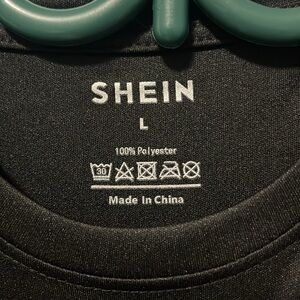 SHEIN
L
100% Polyester
30
Made In China